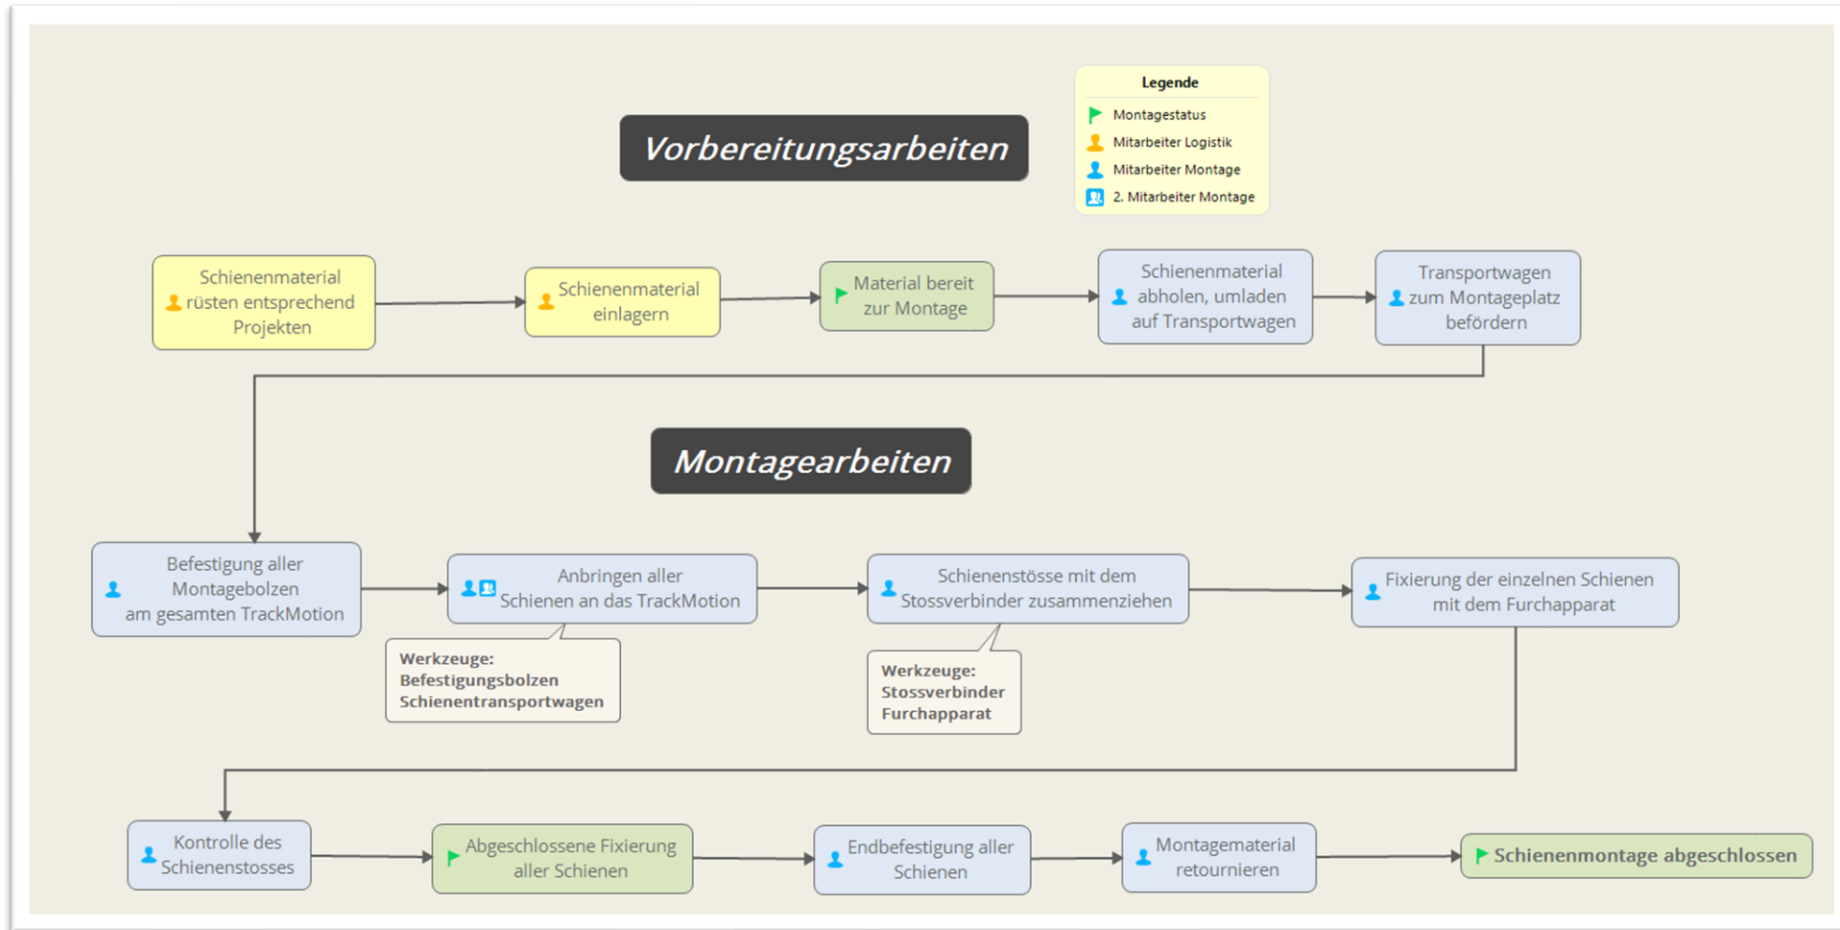 Legende
Montagestatus
Mitarbeiter Logistik
Mitarbeiter Montage
2. Mitarbeiter Montage
Vorbereitungsarbeiten
Schienenmaterial
rüsten entsprechend
Projekten
Schienenmaterial
einlagern
Material bereit
zur Montage
Schienenmaterial
abholen, umladen
auf Transportwagen
Transportwagen
zum Montageplatz
befördern
Montagearbeiten
Befestigung aller
Montagebolzen
am gesamten TrackMotion
Anbringen aller
Schienen an das TrackMotion
Werkzeuge:
Befestigungsbolzen
Schienentransportwagen
Schienenstösse mit dem
Stossverbinder zusammenziehen
Werkzeuge:
Stossverbinder
Furchapparat
Fixierung der einzelnen Schienen
mit dem Furchapparat
Kontrolle des
Schienenstosses
Abgeschlossene Fixierung
aller Schienen
Endbefestigung aller
Schienen
Montagematerial
retournieren
Schienenmontage abgeschlossen